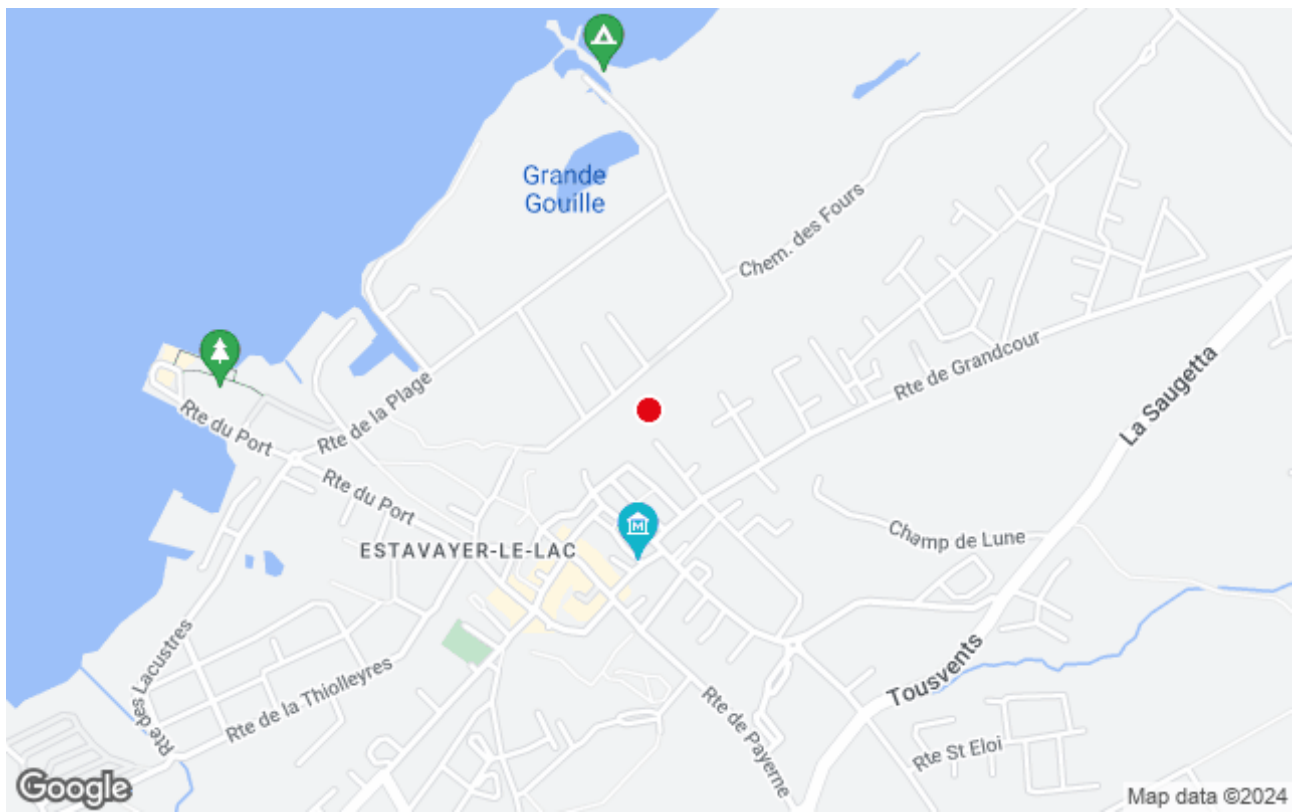 Grande
Gouille
Chem. des Fours
Rte de Grandcour
La Saugetta
Rte de la Plage
Rte du Port
Rte du Port
ESTAVAYER-LE-LAC
Champ de Lune
Rte des Lacustres
Rte de la Thiolleyres
Tousvents
Rte de Payerne
Rte St Eloi
M
Google
Map data ©2024